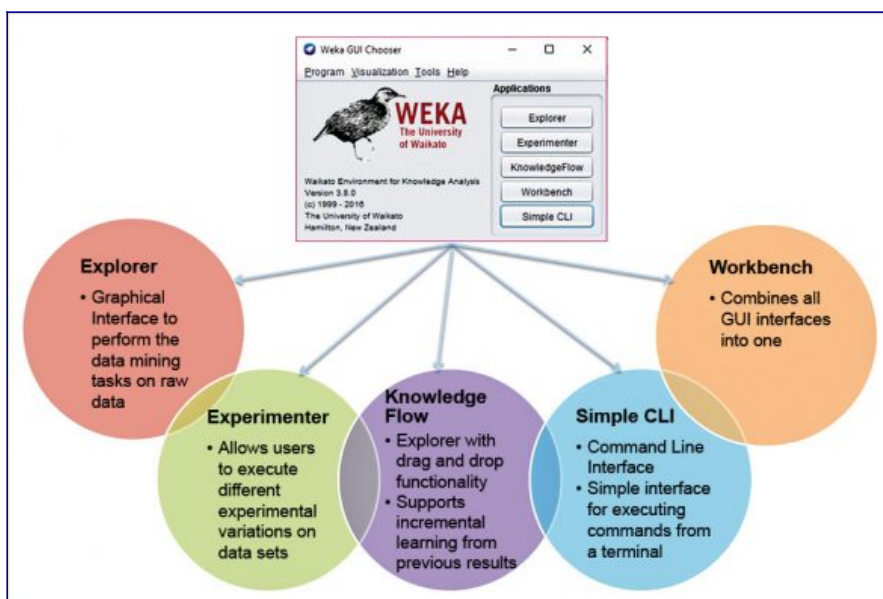 Weka GUI Chooser
Program Visualization Tools Help
Applications
WEKA
The University
of Waikato
Explorer
Experimenter
KnowledgeFlow
Workbench
Simple CLI
Waikato Environment for Knowledge Analysis
Version 3.8.0
(c) 1999 - 2016
The University of Waikato
Hamilton, New Zealand
Explorer
• Graphical
Interface to
perform the
data mining
tasks on raw
data
Experimenter
• Allows users
to execute
different
experimental
variations on
data sets
Knowledge
Flow
• Explorer with
drag and drop
functionality
• Supports
incremental
learning from
previous results
Simple CLI
• Command Line
Interface
• Simple interface
for executing
commands from
a terminal
Workbench
• Combines all
GUI interfaces
into one